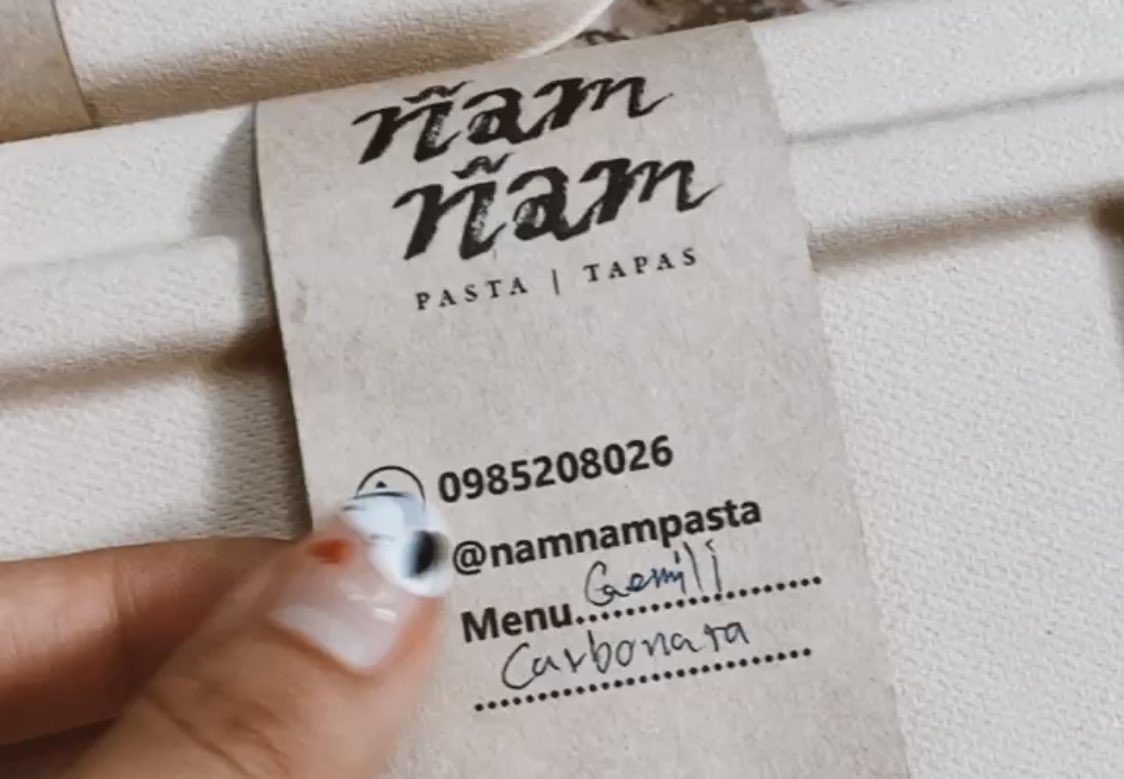 ñam
ñam
PASTA | TAPAS
0985208026
@namnampasta
Menu.......Gemili.......
Carbonara